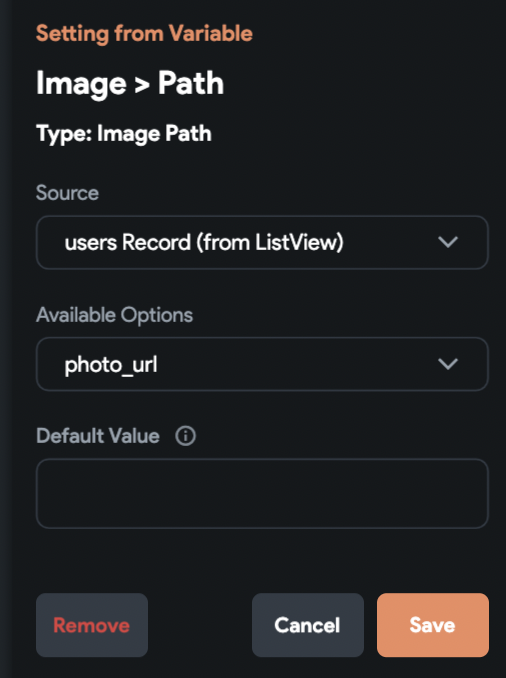 Setting from Variable
Image > Path
Type: Image Path
Source
users Record (from ListView)
Available Options
photo_url
Default Value
Remove
Cancel
Save